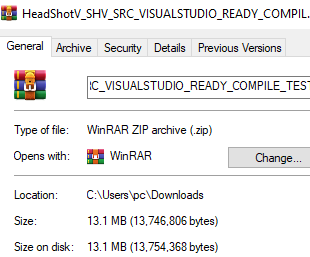 HeadShotV_SHV_SRC_VISUALSTUDIO_READY_COMPIL...
General Archive Security Details Previous Versions
C_VISUALSTUDIO_READY_COMPILE_TEST
Type of file: WinRAR ZIP archive (.zip)
Opens with: WinRAR Change...
Location: C:\Users\pc\Downloads
Size: 13.1 MB (13,746,806 bytes)
Size on disk: 13.1 MB (13,754,368 bytes)